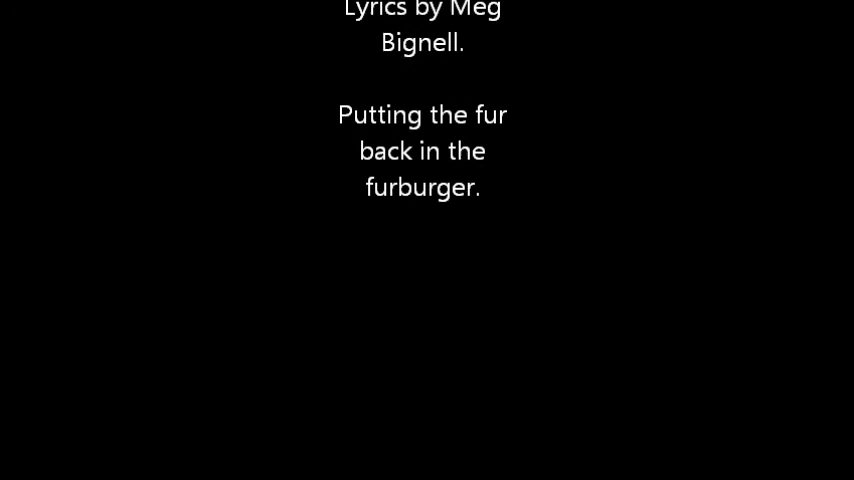 Lyrics by Meg
Bignell.
Putting the fur
back in the
furburger.